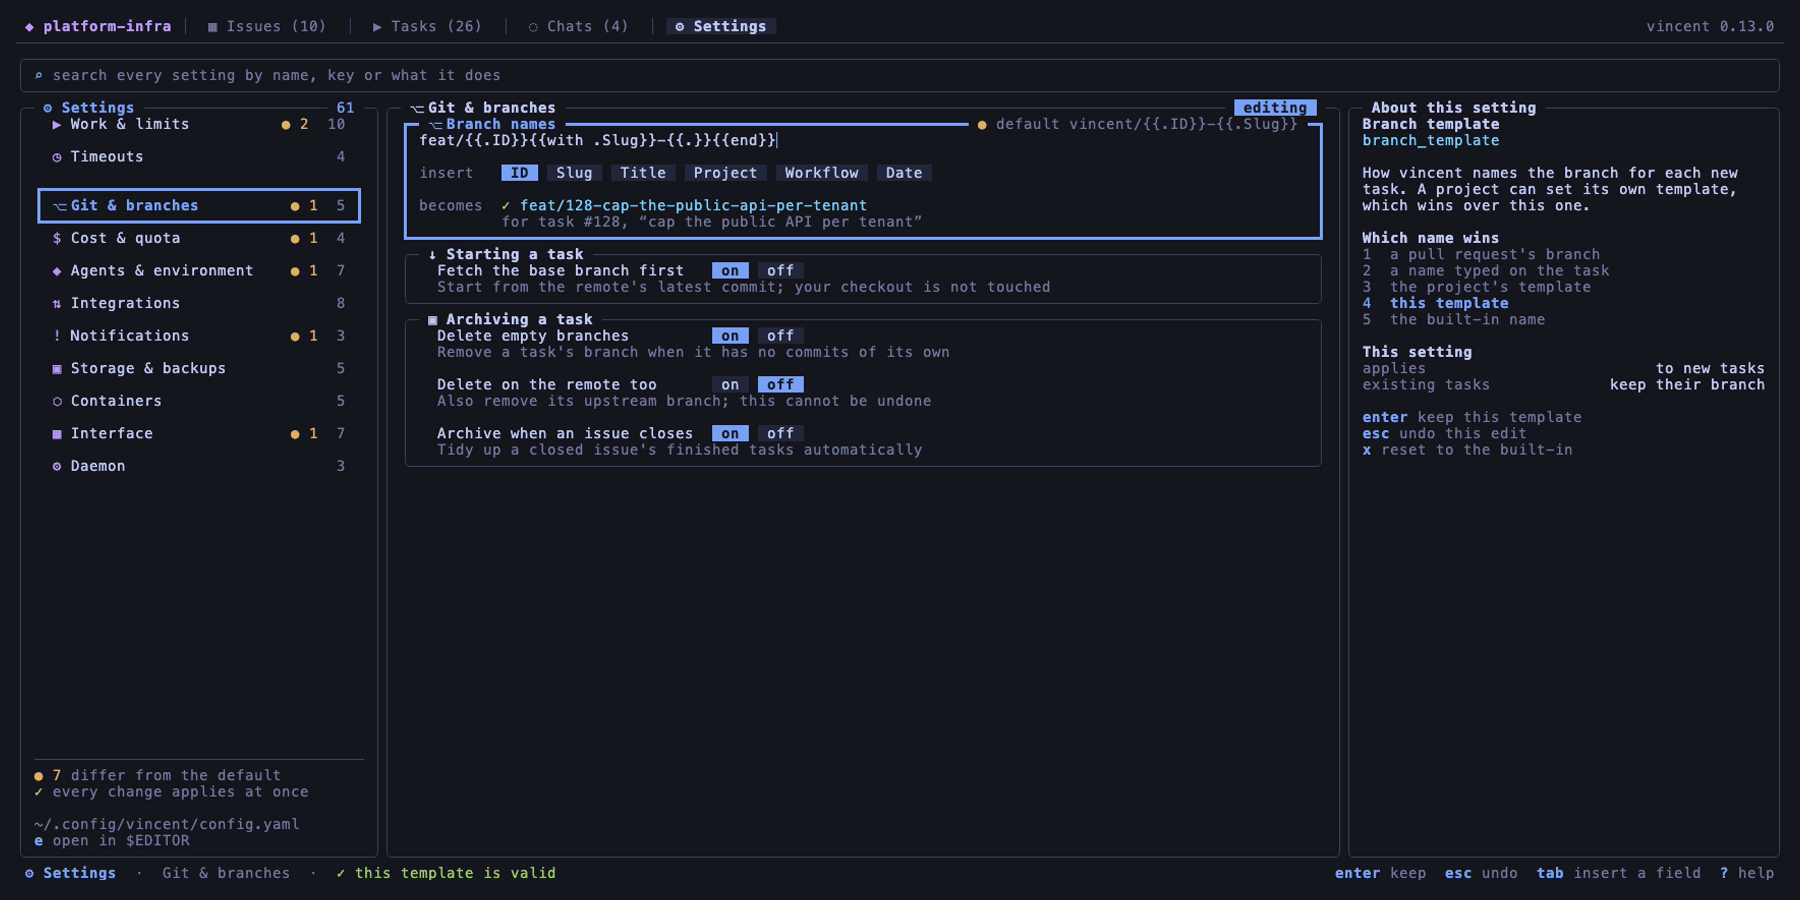 ◆ platform-infra │ ▦ Issues (10) │ ▶ Tasks (26) │ ◌ Chats (4) │ ⚙ Settings vincent 0.13.0
⌕ search every setting by name, key or what it does
⚙ Settings 61
▶ Work & limits ● 2 10
◷ Timeouts 4
⌥ Git & branches ● 1 5
$ Cost & quota ● 1 4
◆ Agents & environment ● 1 7
⇅ Integrations 8
! Notifications ● 1 3
▣ Storage & backups 5
⬡ Containers 5
▦ Interface ● 1 7
⚙ Daemon 3
● 7 differ from the default
✓ every change applies at once
~/.config/vincent/config.yaml
e open in $EDITOR
⌥ Git & branches editing
⌥ Branch names ● default vincent/{{.ID}}-{{.Slug}}
feat/{{.ID}}{{with .Slug}}-{{.}}{{end}}
insert ID Slug Title Project Workflow Date
becomes ✓ feat/128-cap-the-public-api-per-tenant
for task #128, “cap the public API per tenant”
↓ Starting a task
Fetch the base branch first on off
Start from the remote's latest commit; your checkout is not touched
▣ Archiving a task
Delete empty branches on off
Remove a task's branch when it has no commits of its own
Delete on the remote too on off
Also remove its upstream branch; this cannot be undone
Archive when an issue closes on off
Tidy up a closed issue's finished tasks automatically
About this setting
Branch template
branch_template
How vincent names the branch for each new
task. A project can set its own template,
which wins over this one.
Which name wins
1 a pull request's branch
2 a name typed on the task
3 the project's template
4 this template
5 the built-in name
This setting
applies to new tasks
existing tasks keep their branch
enter keep this template
esc undo this edit
x reset to the built-in
⚙ Settings · Git & branches · ✓ this template is valid enter keep esc undo tab insert a field ? help